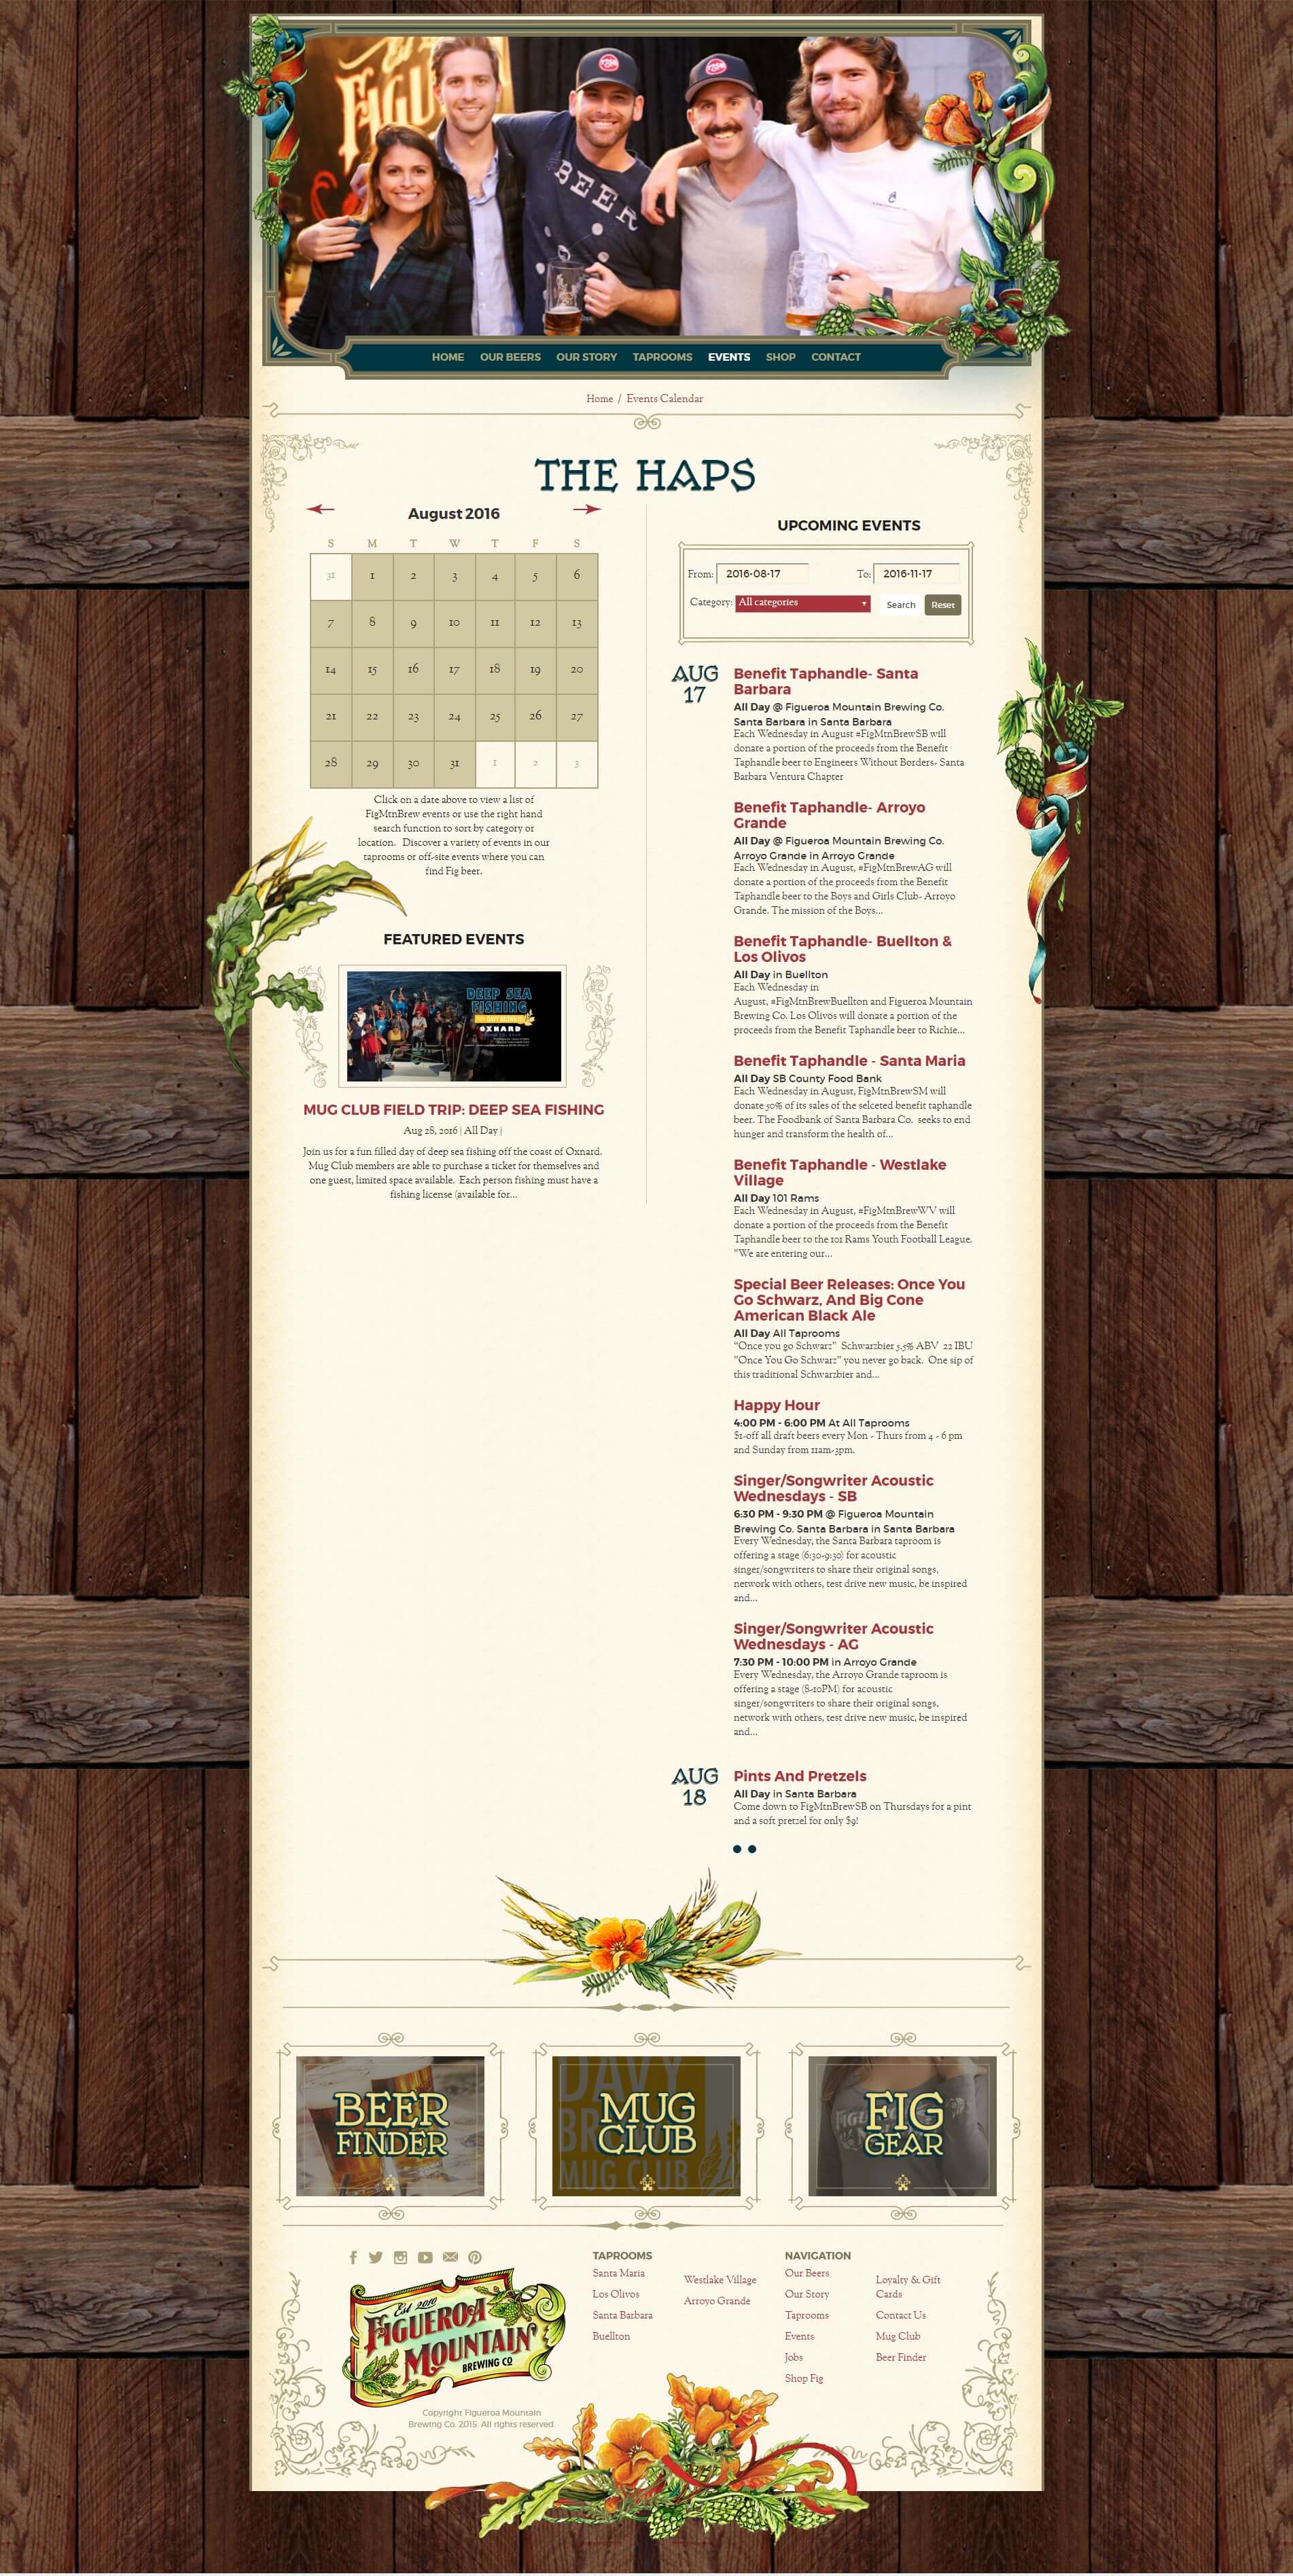 BEER
HOME OUR BEERS OUR STORY TAPROOMS EVENTS SHOP CONTACT
Home / Events Calendar
THE HAPS
August 2016
S M T W T F S
31 1 2 3 4 5 6
7 8 9 10 11 12 13
14 15 16 17 18 19 20
21 22 23 24 25 26 27
28 29 30 31 1 2 3
Click on a date above to view a list of
FigMtnBrew events or use the right hand
search function to sort by category or
location. Discover a variety of events in our
taprooms or off-site events where you can
find Fig beer.
FEATURED EVENTS
DEEP SEA
FISHING
OXNARD
MUG CLUB FIELD TRIP: DEEP SEA FISHING
Aug 28, 2016 | All Day |
Join us for a fun filled day of deep sea fishing off the coast of Oxnard.
Mug Club members are able to purchase a ticket for themselves and
one guest, limited space available. Each person fishing must have a
fishing license (available for...
UPCOMING EVENTS
From: 2016-08-17 To: 2016-11-17
Category: All categories Search Reset
AUG
17
Benefit Taphandle- Santa
Barbara
All Day @ Figueroa Mountain Brewing Co.
Santa Barbara in Santa Barbara
Each Wednesday in August #FigMtnBrewSB will
donate a portion of the proceeds from the Benefit
Taphandle beer to Engineers Without Borders- Santa
Barbara Ventura Chapter
Benefit Taphandle- Arroyo
Grande
All Day @ Figueroa Mountain Brewing Co.
Arroyo Grande in Arroyo Grande
Each Wednesday in August, #FigMtnBrewAG will
donate a portion of the proceeds from the Benefit
Taphandle beer to the Boys and Girls Club- Arroyo
Grande. The mission of the Boys...
Benefit Taphandle- Buellton &
Los Olivos
All Day in Buellton
Each Wednesday in
August, #FigMtnBrewBuellton and Figueroa Mountain
Brewing Co. Los Olivos will donate a portion of the
proceeds from the Benefit Taphandle beer to Richie...
Benefit Taphandle - Santa Maria
All Day SB County Food Bank
Each Wednesday in August, FigMtnBrewSM will
donate 50% of its sales of the selceted benefit taphandle
beer. The Foodbank of Santa Barbara Co. seeks to end
hunger and transform the health of...
Benefit Taphandle - Westlake
Village
All Day 101 Rams
Each Wednesday in August, #FigMtnBrewWV will
donate a portion of the proceeds from the Benefit
Taphandle beer to the 101 Rams Youth Football League.
"We are entering our...
Special Beer Releases: Once You
Go Schwarz, And Big Cone
American Black Ale
All Day All Taprooms
"Once you go Schwarz" Schwarzbier 5.5% ABV 22 IBU
"Once You Go Schwarz" you never go back. One sip of
this traditional Schwarzbier and...
Happy Hour
4:00 PM - 6:00 PM At All Taprooms
$1-off all draft beers every Mon - Thurs from 4 - 6 pm
and Sunday from 11am-3pm.
Singer/Songwriter Acoustic
Wednesdays - SB
6:30 PM - 9:30 PM @ Figueroa Mountain
Brewing Co. Santa Barbara in Santa Barbara
Every Wednesday, the Santa Barbara taproom is
offering a stage (6:30-9:30) for acoustic
singer/songwriters to share their original songs,
network with others, test drive new music, be inspired
and...
Singer/Songwriter Acoustic
Wednesdays - AG
7:30 PM - 10:00 PM in Arroyo Grande
Every Wednesday, the Arroyo Grande taproom is
offering a stage (8-10PM) for acoustic
singer/songwriters to share their original songs,
network with others, test drive new music, be inspired
and...
AUG
18
Pints And Pretzels
All Day in Santa Barbara
Come down to FigMtnBrewSB on Thursdays for a pint
and a soft pretzel for only $9!
BEER
FINDER
DAVY
MUG CLUB
MUG
CLUB
FIG
GEAR
Est 2010
FIGUEROA
MOUNTAIN
BREWING CO
Copyright Figueroa Mountain
Brewing Co. 2015. All rights reserved.
TAPROOMS
Santa Maria
Los Olivos
Santa Barbara
Buellton
Westlake Village
Arroyo Grande
NAVIGATION
Our Beers
Our Story
Taprooms
Events
Jobs
Shop Fig
Loyalty & Gift
Cards
Contact Us
Mug Club
Beer Finder